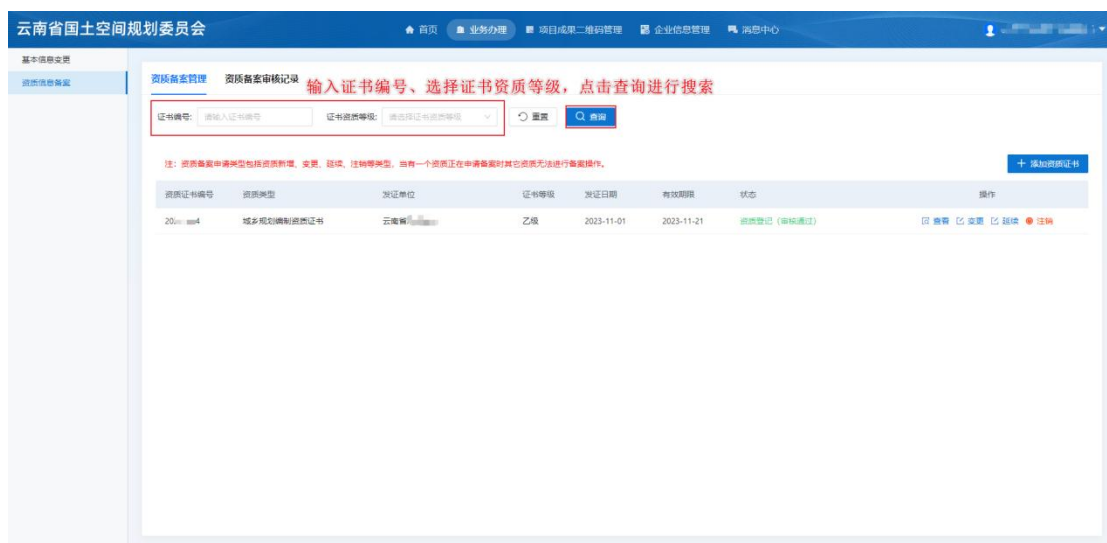 云南省国土空间规划委员会
首页 业务办理 项目成果二维码管理 企业信息管理 消息中心
基本信息变更
资质信息备案
资质备案管理 资质备案审核记录
输入证书编号、选择证书资质等级，点击查询进行搜索
证书编号: 请输入证书编号 证书资质等级: 请选择证书资质等级 重置 查询
注：资质备案申请类型包括资质新增、变更、延续、注销等类型，当有一个资质正在申请备案时其它资质无法进行备案操作。
添加资质证书
资质证书编号 资质类型 发证单位 证书等级 发证日期 有效期限 状态 操作
20 4 城乡规划编制资质证书 云南省 乙级 2023-11-01 2023-11-21 资质登记（审核通过） 查看 变更 延续 注销